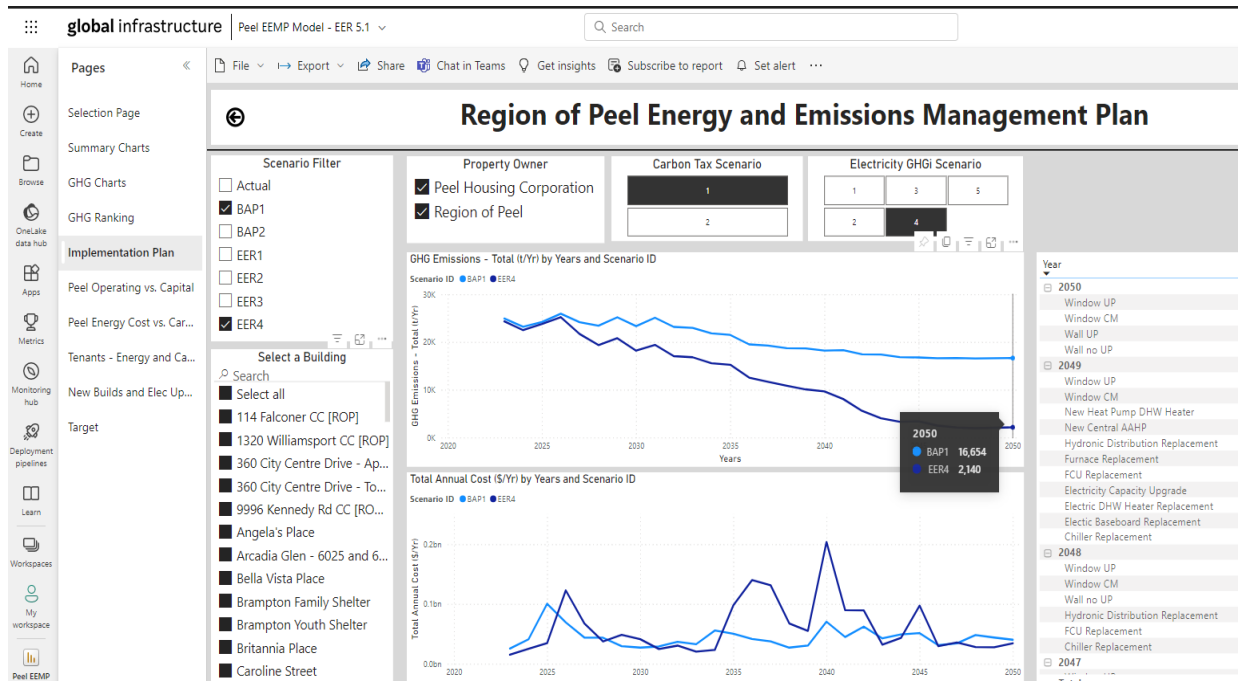 global infrastructure
Peel EEMP Model - EER 5.1
Search
Home
Create
Browse
OneLake
data hub
Apps
Metrics
Monitoring
hub
Deployment
pipelines
Learn
Workspaces
My
workspace
Peel EEMP
Pages
Selection Page
Summary Charts
GHG Charts
GHG Ranking
Implementation Plan
Peel Operating vs. Capital
Peel Energy Cost vs. Car...
Tenants - Energy and Ca...
New Builds and Elec Up...
Target
File
Export
Share
Chat in Teams
Get insights
Subscribe to report
Set alert
Region of Peel Energy and Emissions Management Plan
Scenario Filter
Actual
BAP1
BAP2
EER1
EER2
EER3
EER4
Select a Building
Search
Select all
114 Falconer CC [ROP]
1320 Williamsport CC [ROP]
360 City Centre Drive - Ap...
360 City Centre Drive - To...
9996 Kennedy Rd CC [RO...
Angela's Place
Arcadia Glen - 6025 and 6...
Bella Vista Place
Brampton Family Shelter
Brampton Youth Shelter
Britannia Place
Caroline Street
Property Owner
Peel Housing Corporation
Region of Peel
Carbon Tax Scenario
1
2
Electricity GHGi Scenario
1
3
5
2
4
GHG Emissions - Total (t/Yr) by Years and Scenario ID
Scenario ID BAP1 EER4
GHG Emissions - Total (t/Yr)
30K
20K
10K
0K
2020
2025
2030
2035
2040
2050
Years
2050
BAP1 16,654
EER4 2,140
Total Annual Cost ($/Yr) by Years and Scenario ID
Scenario ID BAP1 EER4
Total Annual Cost ($/Yr)
0.2bn
0.1bn
0.0bn
2020
2025
2030
2035
2040
2045
2050
Year
2050
Window UP
Window CM
Wall UP
Wall no UP
2049
Window UP
Window CM
New Heat Pump DHW Heater
New Central AAHP
Hydronic Distribution Replacement
Furnace Replacement
FCU Replacement
Electricity Capacity Upgrade
Electric DHW Heater Replacement
Electic Baseboard Replacement
Chiller Replacement
2048
Window UP
Window CM
Wall no UP
Hydronic Distribution Replacement
FCU Replacement
Chiller Replacement
2047